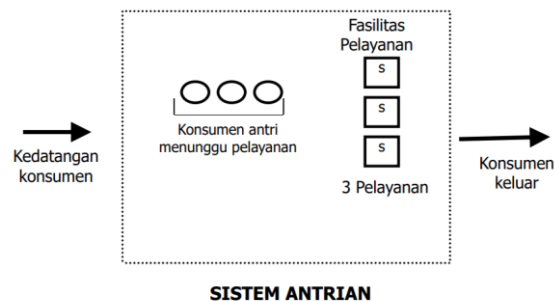 Fasilitas
Pelayanan
s
s
s
Konsumen antri
menunggu pelayanan
Kedatangan
konsumen
3 Pelayanan
Konsumen
keluar
SISTEM ANTRIAN